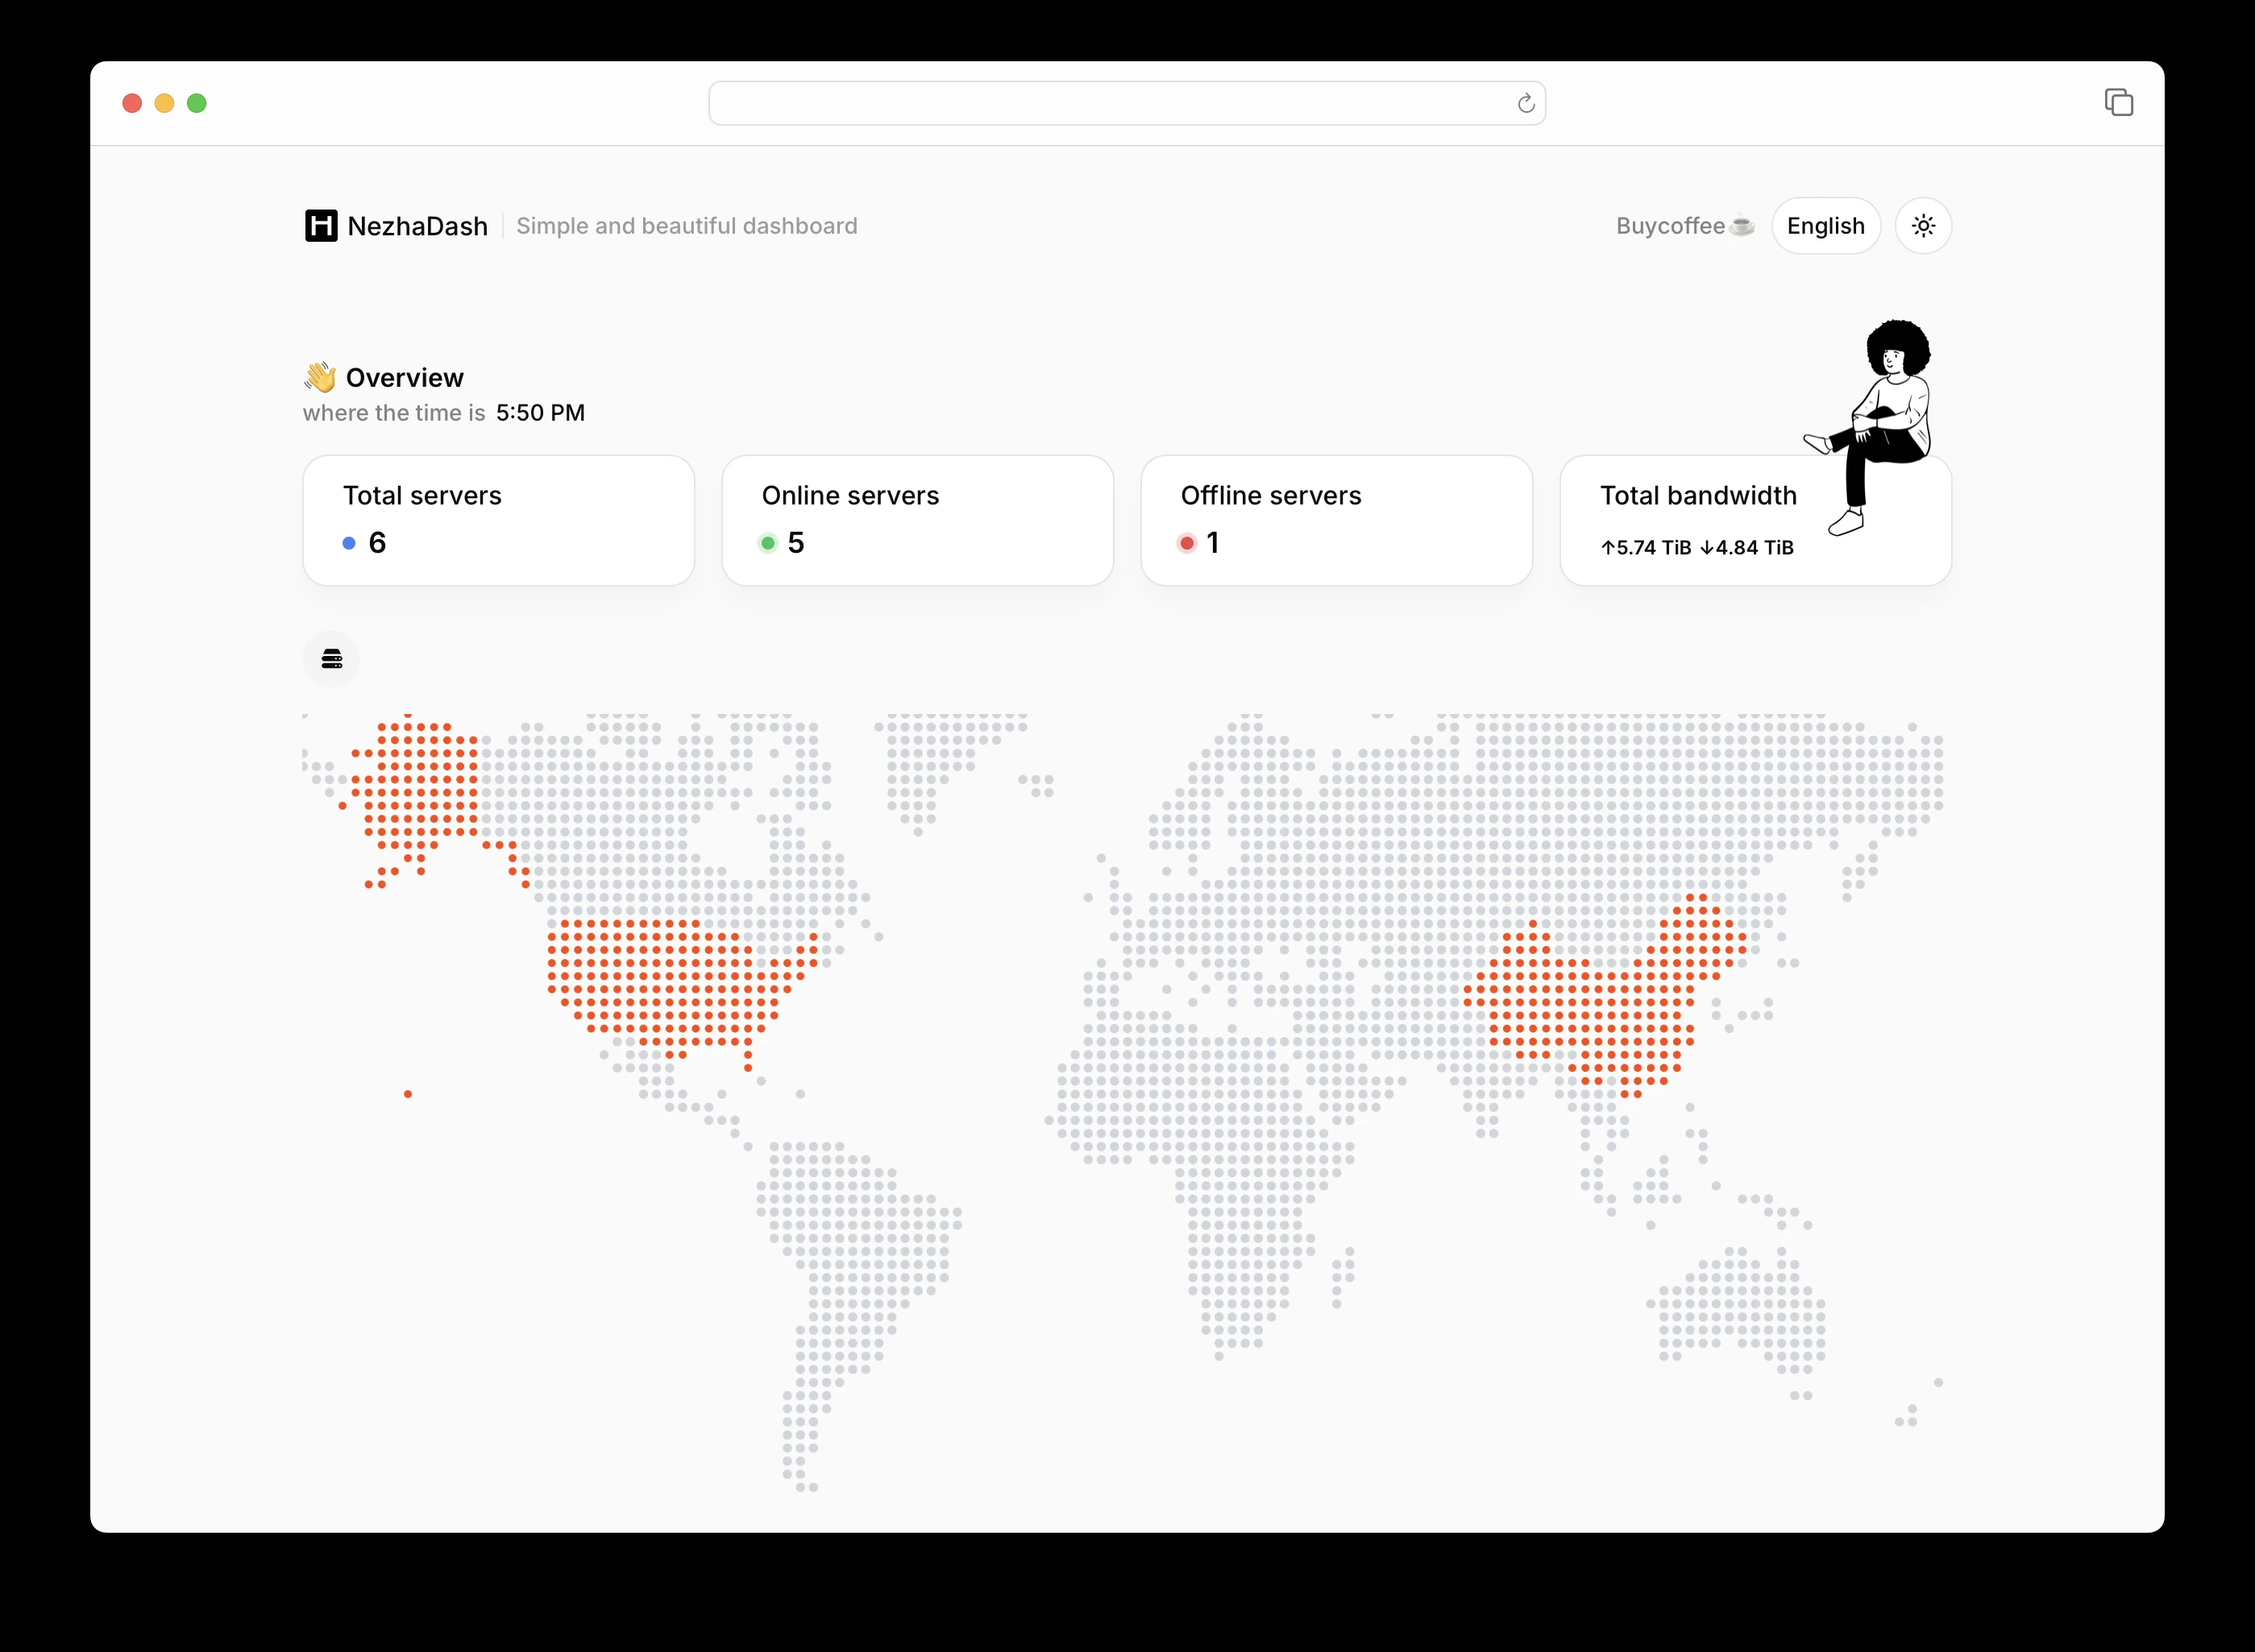 NezhaDash Simple and beautiful dashboard Buycoffee☕ English
👋 Overview
where the time is 5:50 PM
Total servers
6
Online servers
5
Offline servers
1
Total bandwidth
↑5.74 TiB ↓4.84 TiB